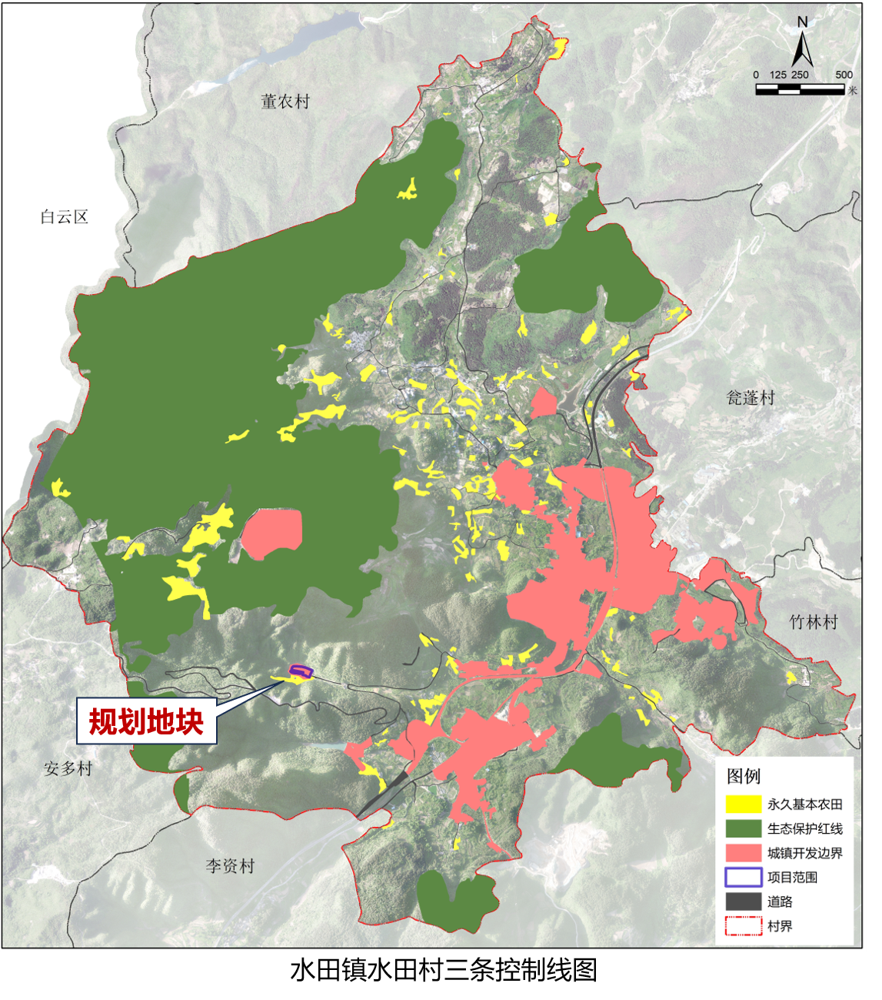 N
0 125 250 500
米
董农村
白云区
瓮蓬村
竹林村
规划地块
安多村
李资村
图例
永久基本农田
生态保护红线
城镇开发边界
项目范围
道路
村界
水田镇水田村三条控制线图